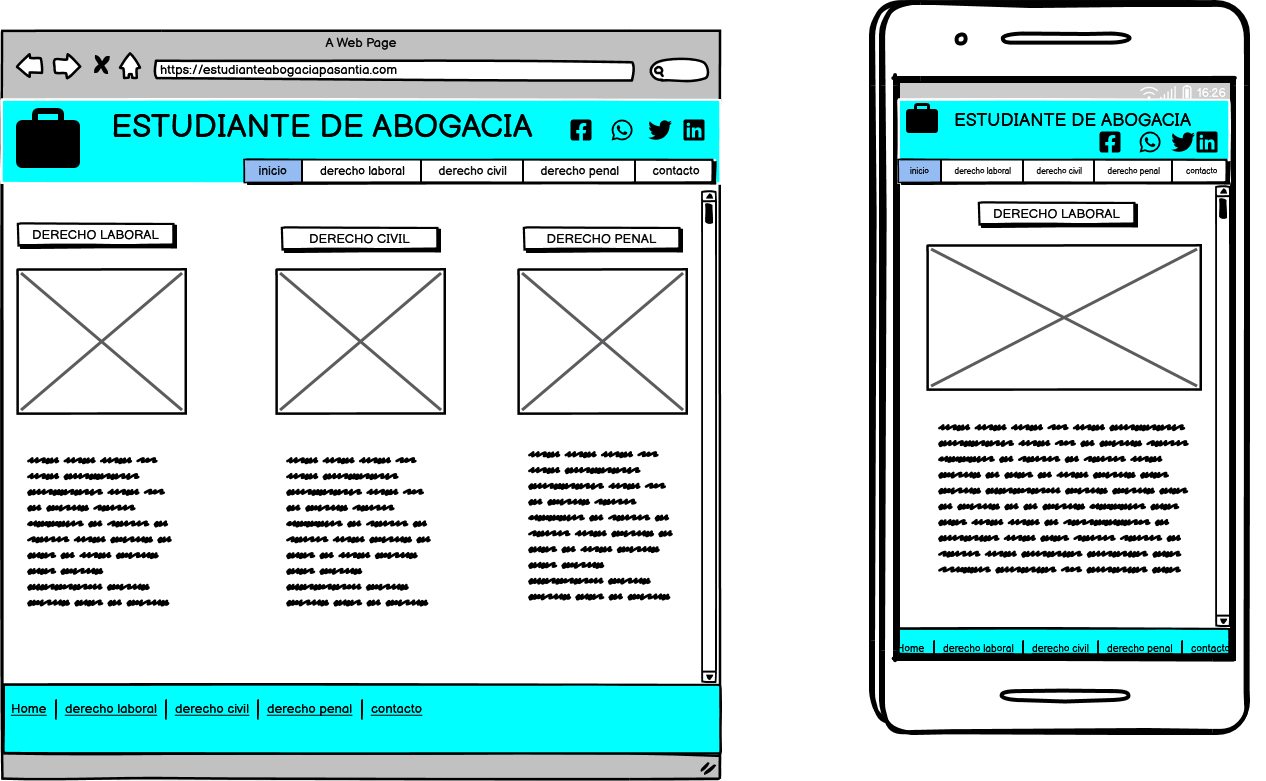 A Web Page
https://estudianteabogaciapasantia.com
ESTUDIANTE DE ABOGACIA
inicio derecho laboral derecho civil derecho penal contacto
DERECHO LABORAL DERECHO CIVIL DERECHO PENAL
Home derecho laboral derecho civil derecho penal contacto
16:26
ESTUDIANTE DE ABOGACIA
inicio derecho laboral derecho civil derecho penal contacto
DERECHO LABORAL
Home derecho laboral derecho civil derecho penal contacto